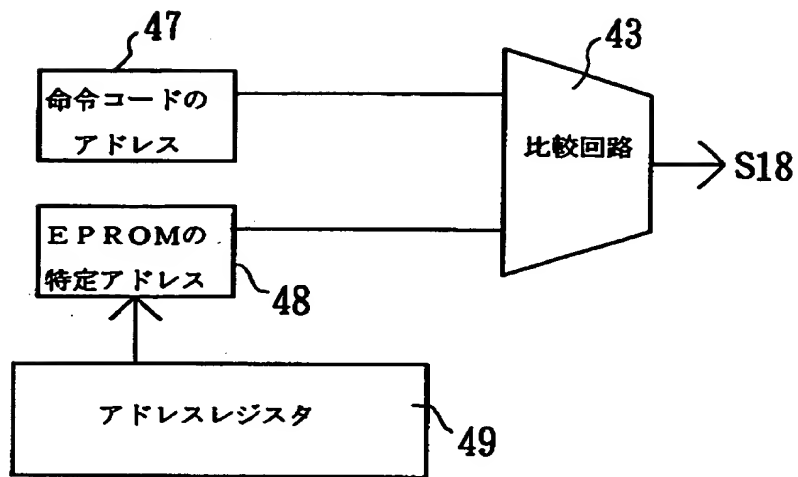 47
命令コードの
アドレス
43
比較回路
S18
EPROMの
特定アドレス
48
アドレスレジスタ
49